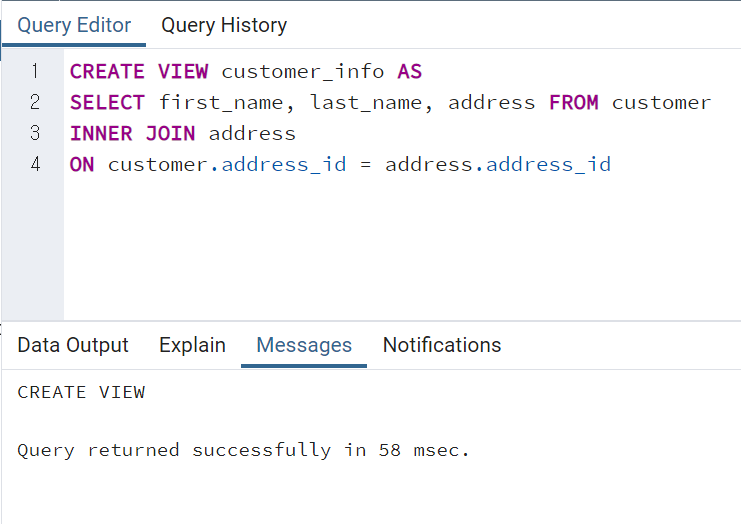 Query Editor Query History
1 CREATE VIEW customer_info AS
2 SELECT first_name, last_name, address FROM customer
3 INNER JOIN address
4 ON customer.address_id = address.address_id
Data Output Explain Messages Notifications
CREATE VIEW
Query returned successfully in 58 msec.